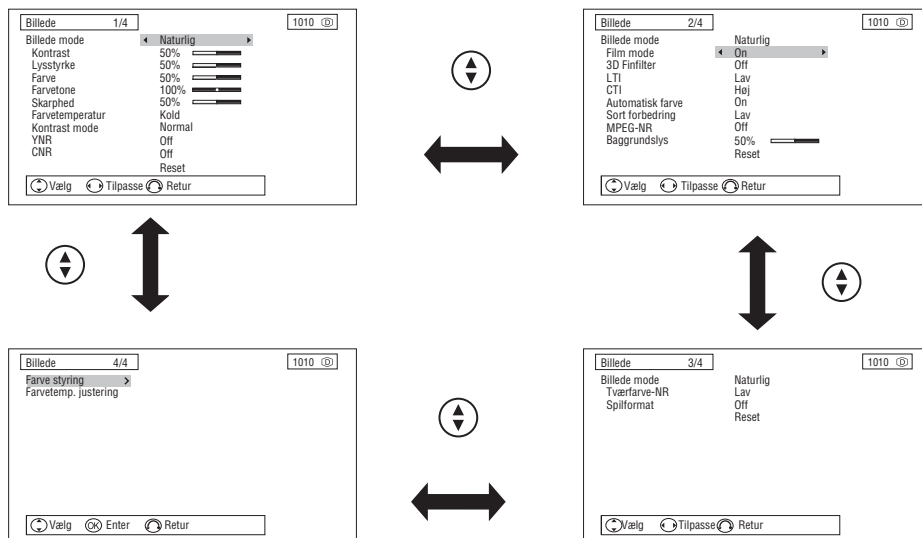 Billede 1/4 1010 D
Billede mode Naturlig
Kontrast 50%
Lysstyrke 50%
Farve 50%
Farvetone 100%
Skarphed 50%
Farvetemperatur Kold
Kontrast mode Normal
YNR Off
CNR Off
Reset
Vælg Tilpasse Retur
Billede 2/4 1010 D
Billede mode Naturlig
Film mode On
3D Finfilter Off
LTI Lav
CTI Høj
Automatisk farve On
Sort forbedring Lav
MPEG-NR Off
Baggrundslys 50%
Reset
Vælg Tilpasse Retur
Billede 4/4 1010 D
Farve styring >
Farvetemp. justering
Vælg OK Enter Retur
Billede 3/4 1010 D
Billede mode Naturlig
Tværfarve-NR Lav
Spilformat Off
Reset
Vælg Tilpasse Retur